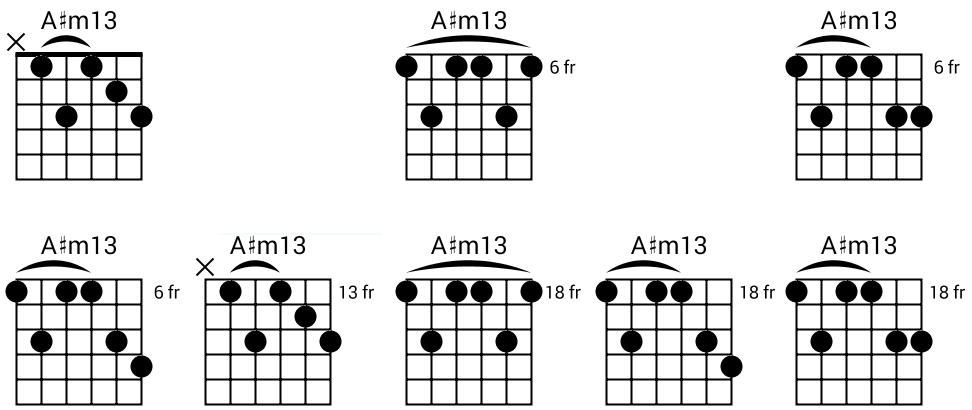 A♯m13 A♯m13 A♯m13
× 6 fr 6 fr
A♯m13 A♯m13 A♯m13 A♯m13 A♯m13
6 fr × 13 fr 18 fr 18 fr 18 fr